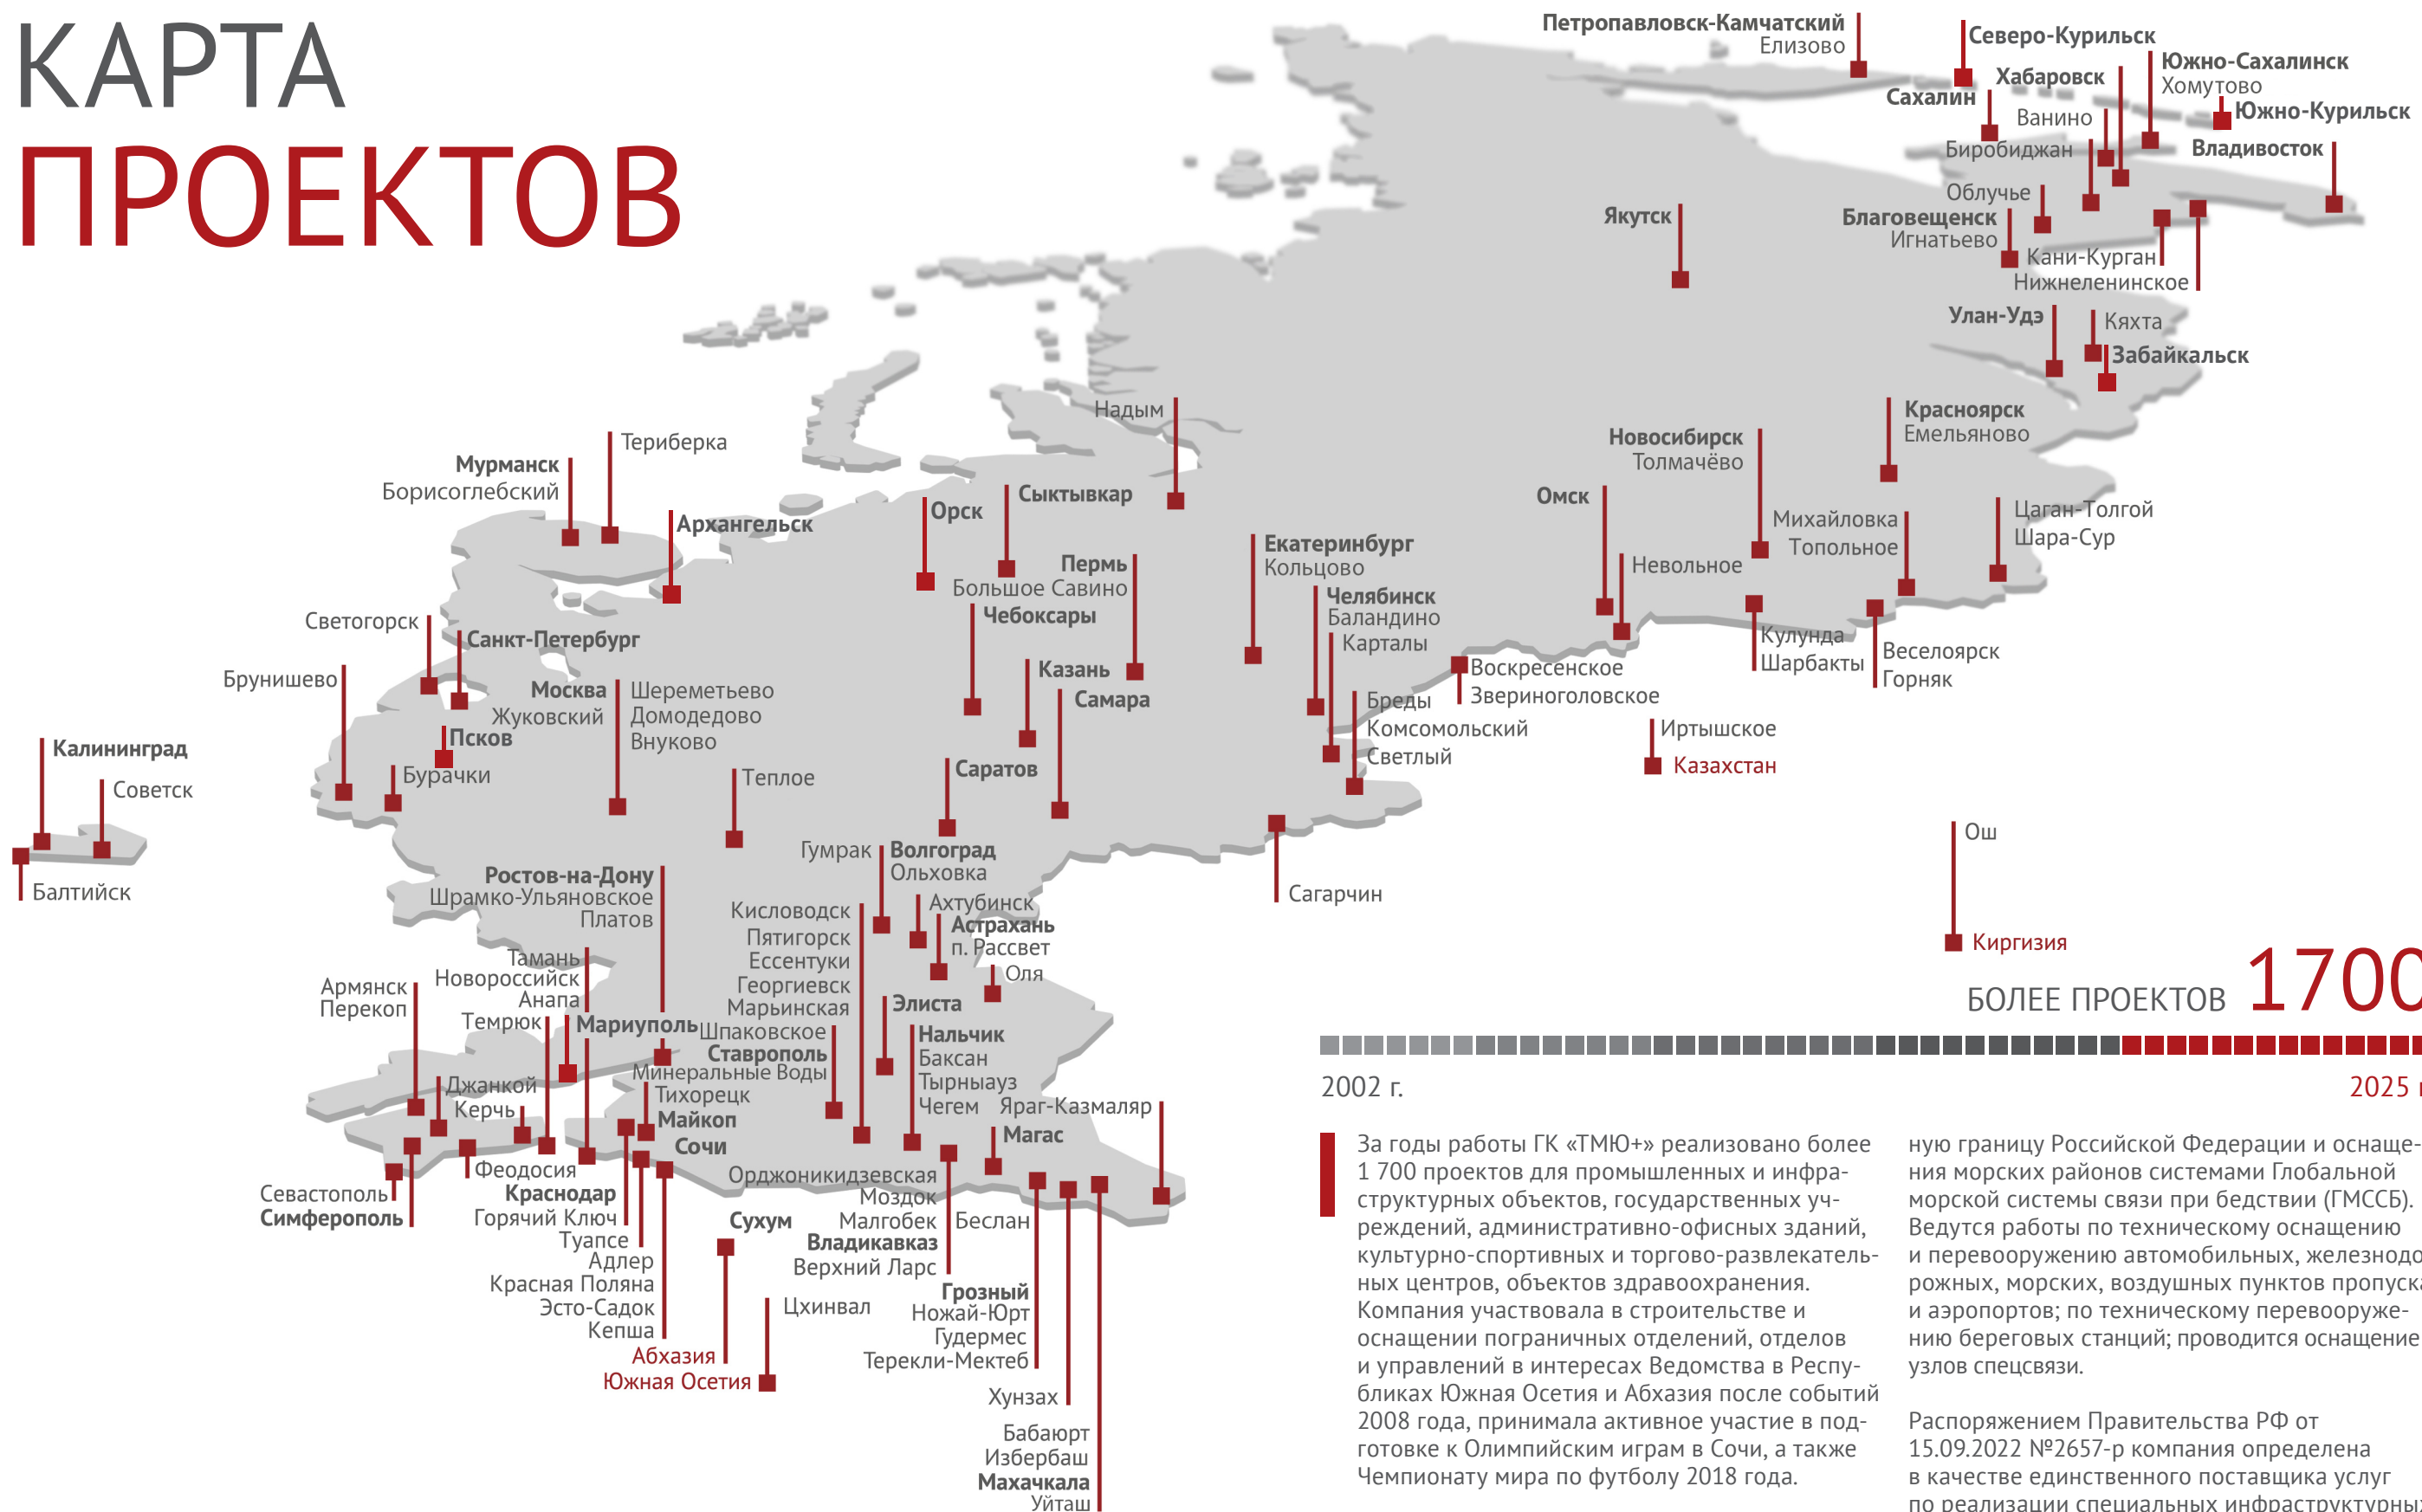 КАРТА
ПРОЕКТОВ
Петропавловск-Камчатский
Елизово
Северо-Курильск
Южно-Сахалинск
Хомутово
Хабаровск
Сахалин
Южно-Курильск
Ванино
Биробиджан
Владивосток
Облучье
Якутск
Благовещенск
Игнатьево
Кани-Курган
Нижнеленинское
Улан-Удэ
Кяхта
Забайкальск
Надым
Красноярск
Емельяново
Новосибирск
Толмачёво
Териберка
Мурманск
Борисоглебский
Архангельск
Орск
Сыктывкар
Омск
Михайловка
Топольное
Цаган-Толгой
Шара-Сур
Екатеринбург
Кольцово
Пермь
Большое Савино
Невольное
Челябинск
Баландино
Карталы
Чебоксары
Светогорск
Санкт-Петербург
Кулунда
Шарбакты
Веселоярск
Горняк
Брунишево
Казань
Самара
Воскресенское
Звериноголовское
Москва
Жуковский
Шереметьево
Домодедово
Внуково
Бреды
Комсомольский
Светлый
Иртышское
Казахстан
Псков
Бурачки
Калининград
Советск
Балтийск
Теплое
Саратов
Ош
Киргизия
Гумрак
Волгоград
Ольховка
Сагарчин
Ростов-на-Дону
Шрамко-Ульяновское
Платов
Ахтубинск
Астрахань
п. Рассвет
Оля
Кисловодск
Пятигорск
Ессентуки
Георгиевск
Марьинская
Шпаковское
Ставрополь
Минеральные Воды
Тамань
Новороссийск
Анапа
Темрюк
Мариуполь
Армянск
Перекоп
Элиста
Нальчик
Баксан
Тырныауз
Чегем
Яраг-Казмаляр
Магас
Джанкой
Керчь
Тихорецк
Майкоп
Сочи
Феодосия
Севастополь
Симферополь
Краснодар
Горячий Ключ
Туапсе
Адлер
Красная Поляна
Эсто-Садок
Кепша
Сухум
Абхазия
Цхинвал
Южная Осетия
Орджоникидзевская
Моздок
Малгобек
Владикавказ
Верхний Ларс
Беслан
Грозный
Ножай-Юрт
Гудермес
Терекли-Мектеб
Хунзах
Бабаюрт
Избербаш
Махачкала
Уйташ
БОЛЕЕ ПРОЕКТОВ 1700
2002 г.
2025 г
За годы работы ГК «ТМЮ+» реализовано более
1 700 проектов для промышленных и инфра-
структурных объектов, государственных уч-
реждений, административно-офисных зданий,
культурно-спортивных и торгово-развлекатель-
ных центров, объектов здравоохранения.
Компания участвовала в строительстве и
оснащении пограничных отделений, отделов
и управлений в интересах Ведомства в Респу-
бликах Южная Осетия и Абхазия после событий
2008 года, принимала активное участие в под-
готовке к Олимпийским играм в Сочи, а также
Чемпионату мира по футболу 2018 года.
ную границу Российской Федерации и оснаще-
ния морских районов системами Глобальной
морской системы связи при бедствии (ГМССБ).
Ведутся работы по техническому оснащению
и перевооружению автомобильных, железнодо
рожных, морских, воздушных пунктов пропуска
и аэропортов; по техническому перевооруже-
нию береговых станций; проводится оснащение
узлов спецсвязи.
Распоряжением Правительства РФ от
15.09.2022 №2657-р компания определена
в качестве единственного поставщика услуг
по реализации специальных инфраструктурных